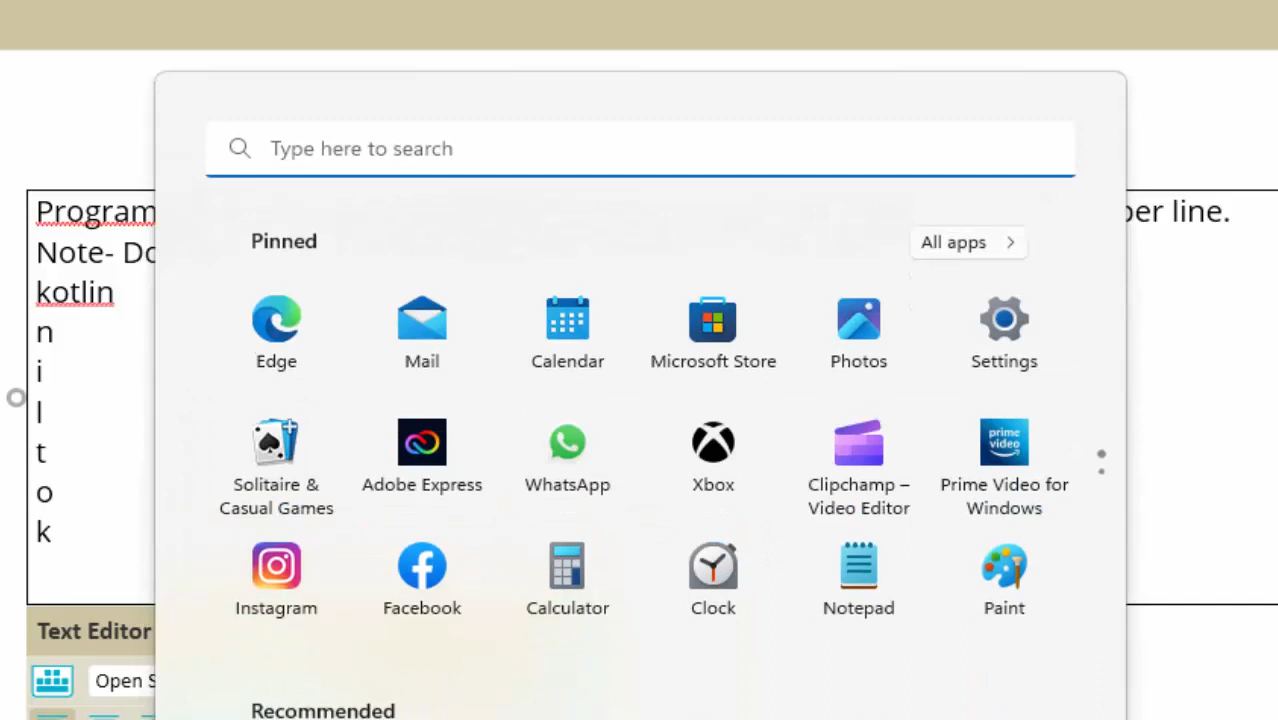 Type here to search
Program
per line.
Pinned
All apps
Note- Do
kotlin
n
i
l
t
o
k
Edge
Mail
Calendar
Microsoft Store
Photos
Settings
prime
video
Solitaire &
Casual Games
Adobe Express
WhatsApp
Xbox
Clipchamp –
Video Editor
Prime Video for
Windows
Instagram
Facebook
Calculator
Clock
Notepad
Paint
Text Editor
Open S
Recommended